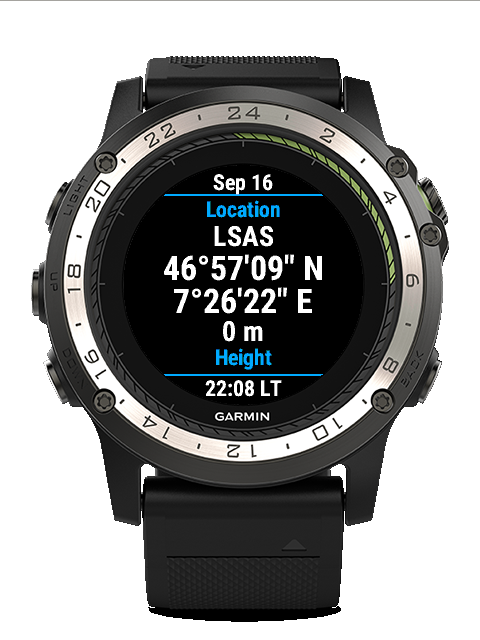 24
2
4
6
8
10
12
14
16
18
20
22
LIGHT
UP
BACK
Sep 16
Location
LSAS
46°57'09" N
7°26'22" E
0 m
Height
22:08 LT
GARMIN